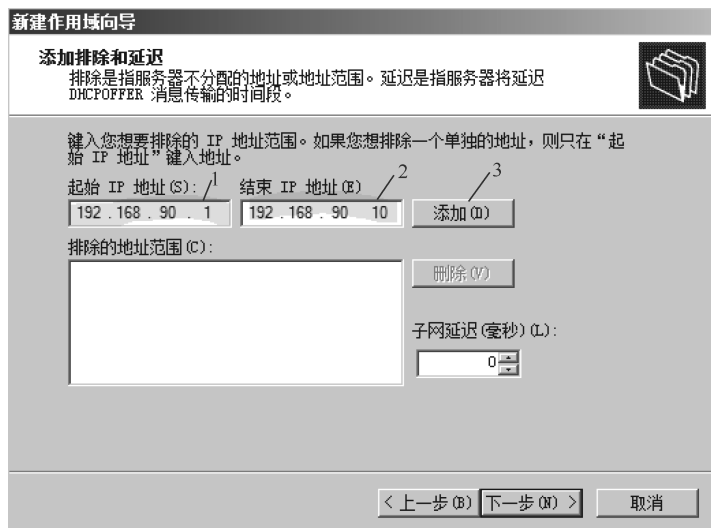 新建作用域向导
添加排除和延迟
排除是指服务器不分配的地址或地址范围。延迟是指服务器将延迟
DHCPOFFER 消息传输的时间段。
键入您想要排除的 IP 地址范围。如果您想排除一个单独的地址，则只在“起
始 IP 地址”键入地址。
起始 IP 地址(S): 1 结束 IP 地址(E) 2 3
192 . 168 . 90 . 1 192 . 168 . 90 10 添加(D)
排除的地址范围(C):
删除(V)
子网延迟(毫秒)(L):
0
< 上一步(B) 下一步(N) > 取消